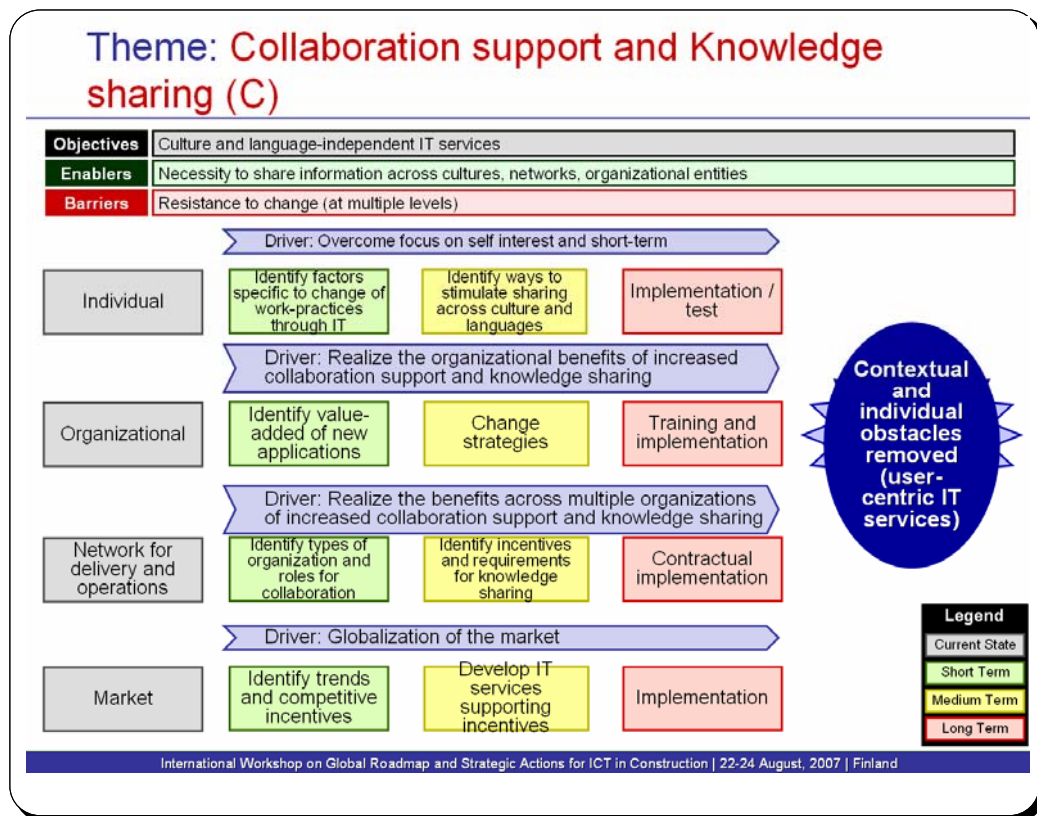 Theme: Collaboration support and Knowledge
sharing (C)
Objectives Culture and language-independent IT services
Enablers Necessity to share information across cultures, networks, organizational entities
Barriers Resistance to change (at multiple levels)
Driver: Overcome focus on self interest and short-term
Individual
Identify factors
specific to change of
work-practices
through IT
Identify ways to
stimulate sharing
across culture and
languages
Implementation /
test
Driver: Realize the organizational benefits of increased
collaboration support and knowledge sharing
Organizational
Identify value-
added of new
applications
Change
strategies
Training and
implementation
Driver: Realize the benefits across multiple organizations
of increased collaboration support and knowledge sharing
Network for
delivery and
operations
Identify types of
organization and
roles for
collaboration
Identify incentives
and requirements
for knowledge
sharing
Contractual
implementation
Driver: Globalization of the market
Market
Identify trends
and competitive
incentives
Develop IT
services
supporting
incentives
Implementation
Contextual
and
individual
obstacles
removed
(user-
centric IT
services)
Legend
Current State
Short Term
Medium Term
Long Term
International Workshop on Global Roadmap and Strategic Actions for ICT in Construction | 22-24 August, 2007 | Finland